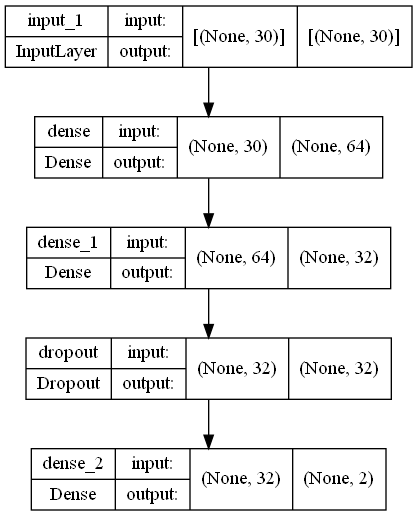 input_1 input: [(None, 30)] [(None, 30)]
InputLayer output:
dense input: (None, 30) (None, 64)
Dense output:
dense_1 input: (None, 64) (None, 32)
Dense output:
dropout input: (None, 32) (None, 32)
Dropout output:
dense_2 input: (None, 32) (None, 2)
Dense output: